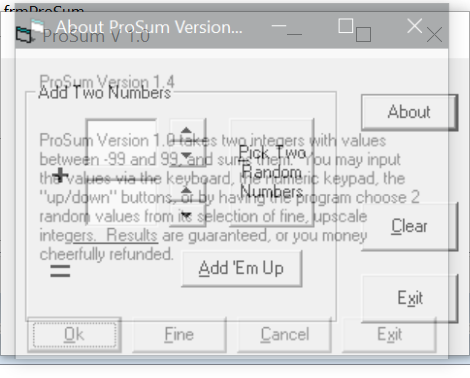 frmProSum
About ProSum Version...
ProSum V 1.0
ProSum Version 1.4
Add Two Numbers
About
ProSum Version 1.0 takes two integers with values
between -99 and 99, and sums them. You may input
the values via the keyboard, the numeric keypad, the
"up/down" buttons, or by having the program choose 2
random values from its selection of fine, upscale
integers. Results are guaranteed, or you money
cheerfully refunded.
+
Pick Two
Random
Numbers
Clear
=
Add 'Em Up
Exit
Ok
Fine
Cancel
Exit